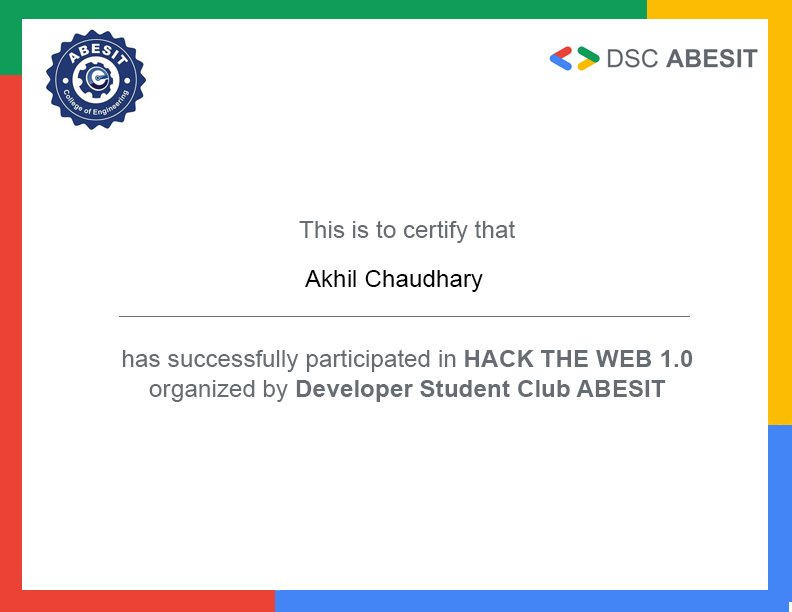 ABESIT
College of Engineering
DSC ABESIT
This is to certify that
Akhil Chaudhary
has successfully participated in HACK THE WEB 1.0
organized by Developer Student Club ABESIT